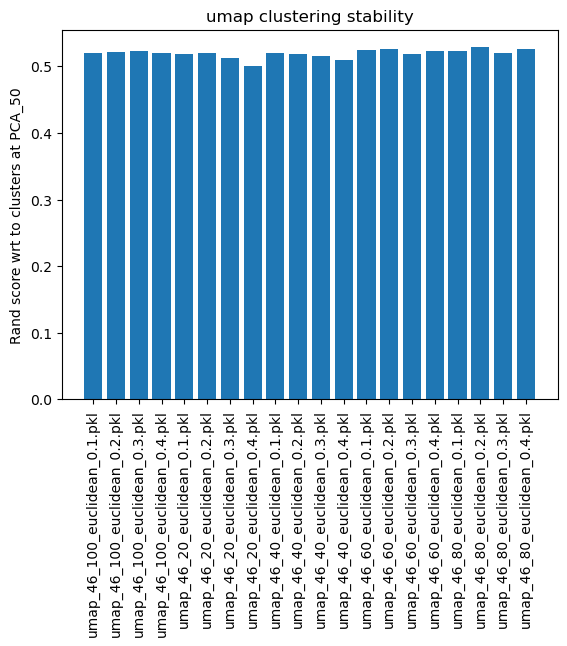 umap clustering stability
Rand score wrt to clusters at PCA_50
0.5
0.4
0.3
0.2
0.1
0.0
umap_46_100_euclidean_0.1.pkl
umap_46_100_euclidean_0.2.pkl
umap_46_100_euclidean_0.3.pkl
umap_46_100_euclidean_0.4.pkl
umap_46_20_euclidean_0.1.pkl
umap_46_20_euclidean_0.2.pkl
umap_46_20_euclidean_0.3.pkl
umap_46_20_euclidean_0.4.pkl
umap_46_40_euclidean_0.1.pkl
umap_46_40_euclidean_0.2.pkl
umap_46_40_euclidean_0.3.pkl
umap_46_40_euclidean_0.4.pkl
umap_46_60_euclidean_0.1.pkl
umap_46_60_euclidean_0.2.pkl
umap_46_60_euclidean_0.3.pkl
umap_46_60_euclidean_0.4.pkl
umap_46_80_euclidean_0.1.pkl
umap_46_80_euclidean_0.2.pkl
umap_46_80_euclidean_0.3.pkl
umap_46_80_euclidean_0.4.pkl